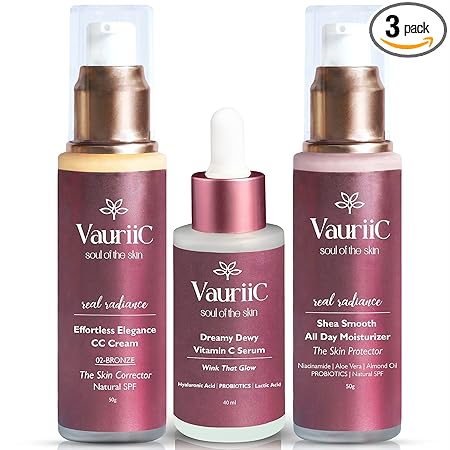 3 pack
VauriiC
soul of the skin
real radiance
Effortless Elegance
CC Cream
02-BRONZE
The Skin Corrector
Natural SPF
50g
VauriiC
soul of the skin
Dreamy Dewy
Vitamin C Serum
Wink That Glow
Hyaluronic Acid | PROBIOTICS | Lactic Acid
40 ml
VauriiC
soul of the skin
real radiance
Shea Smooth
All Day Moisturizer
The Skin Protector
Niacinamide | Aloe Vera | Almond Oil
PROBIOTICS | Natural SPF
50g